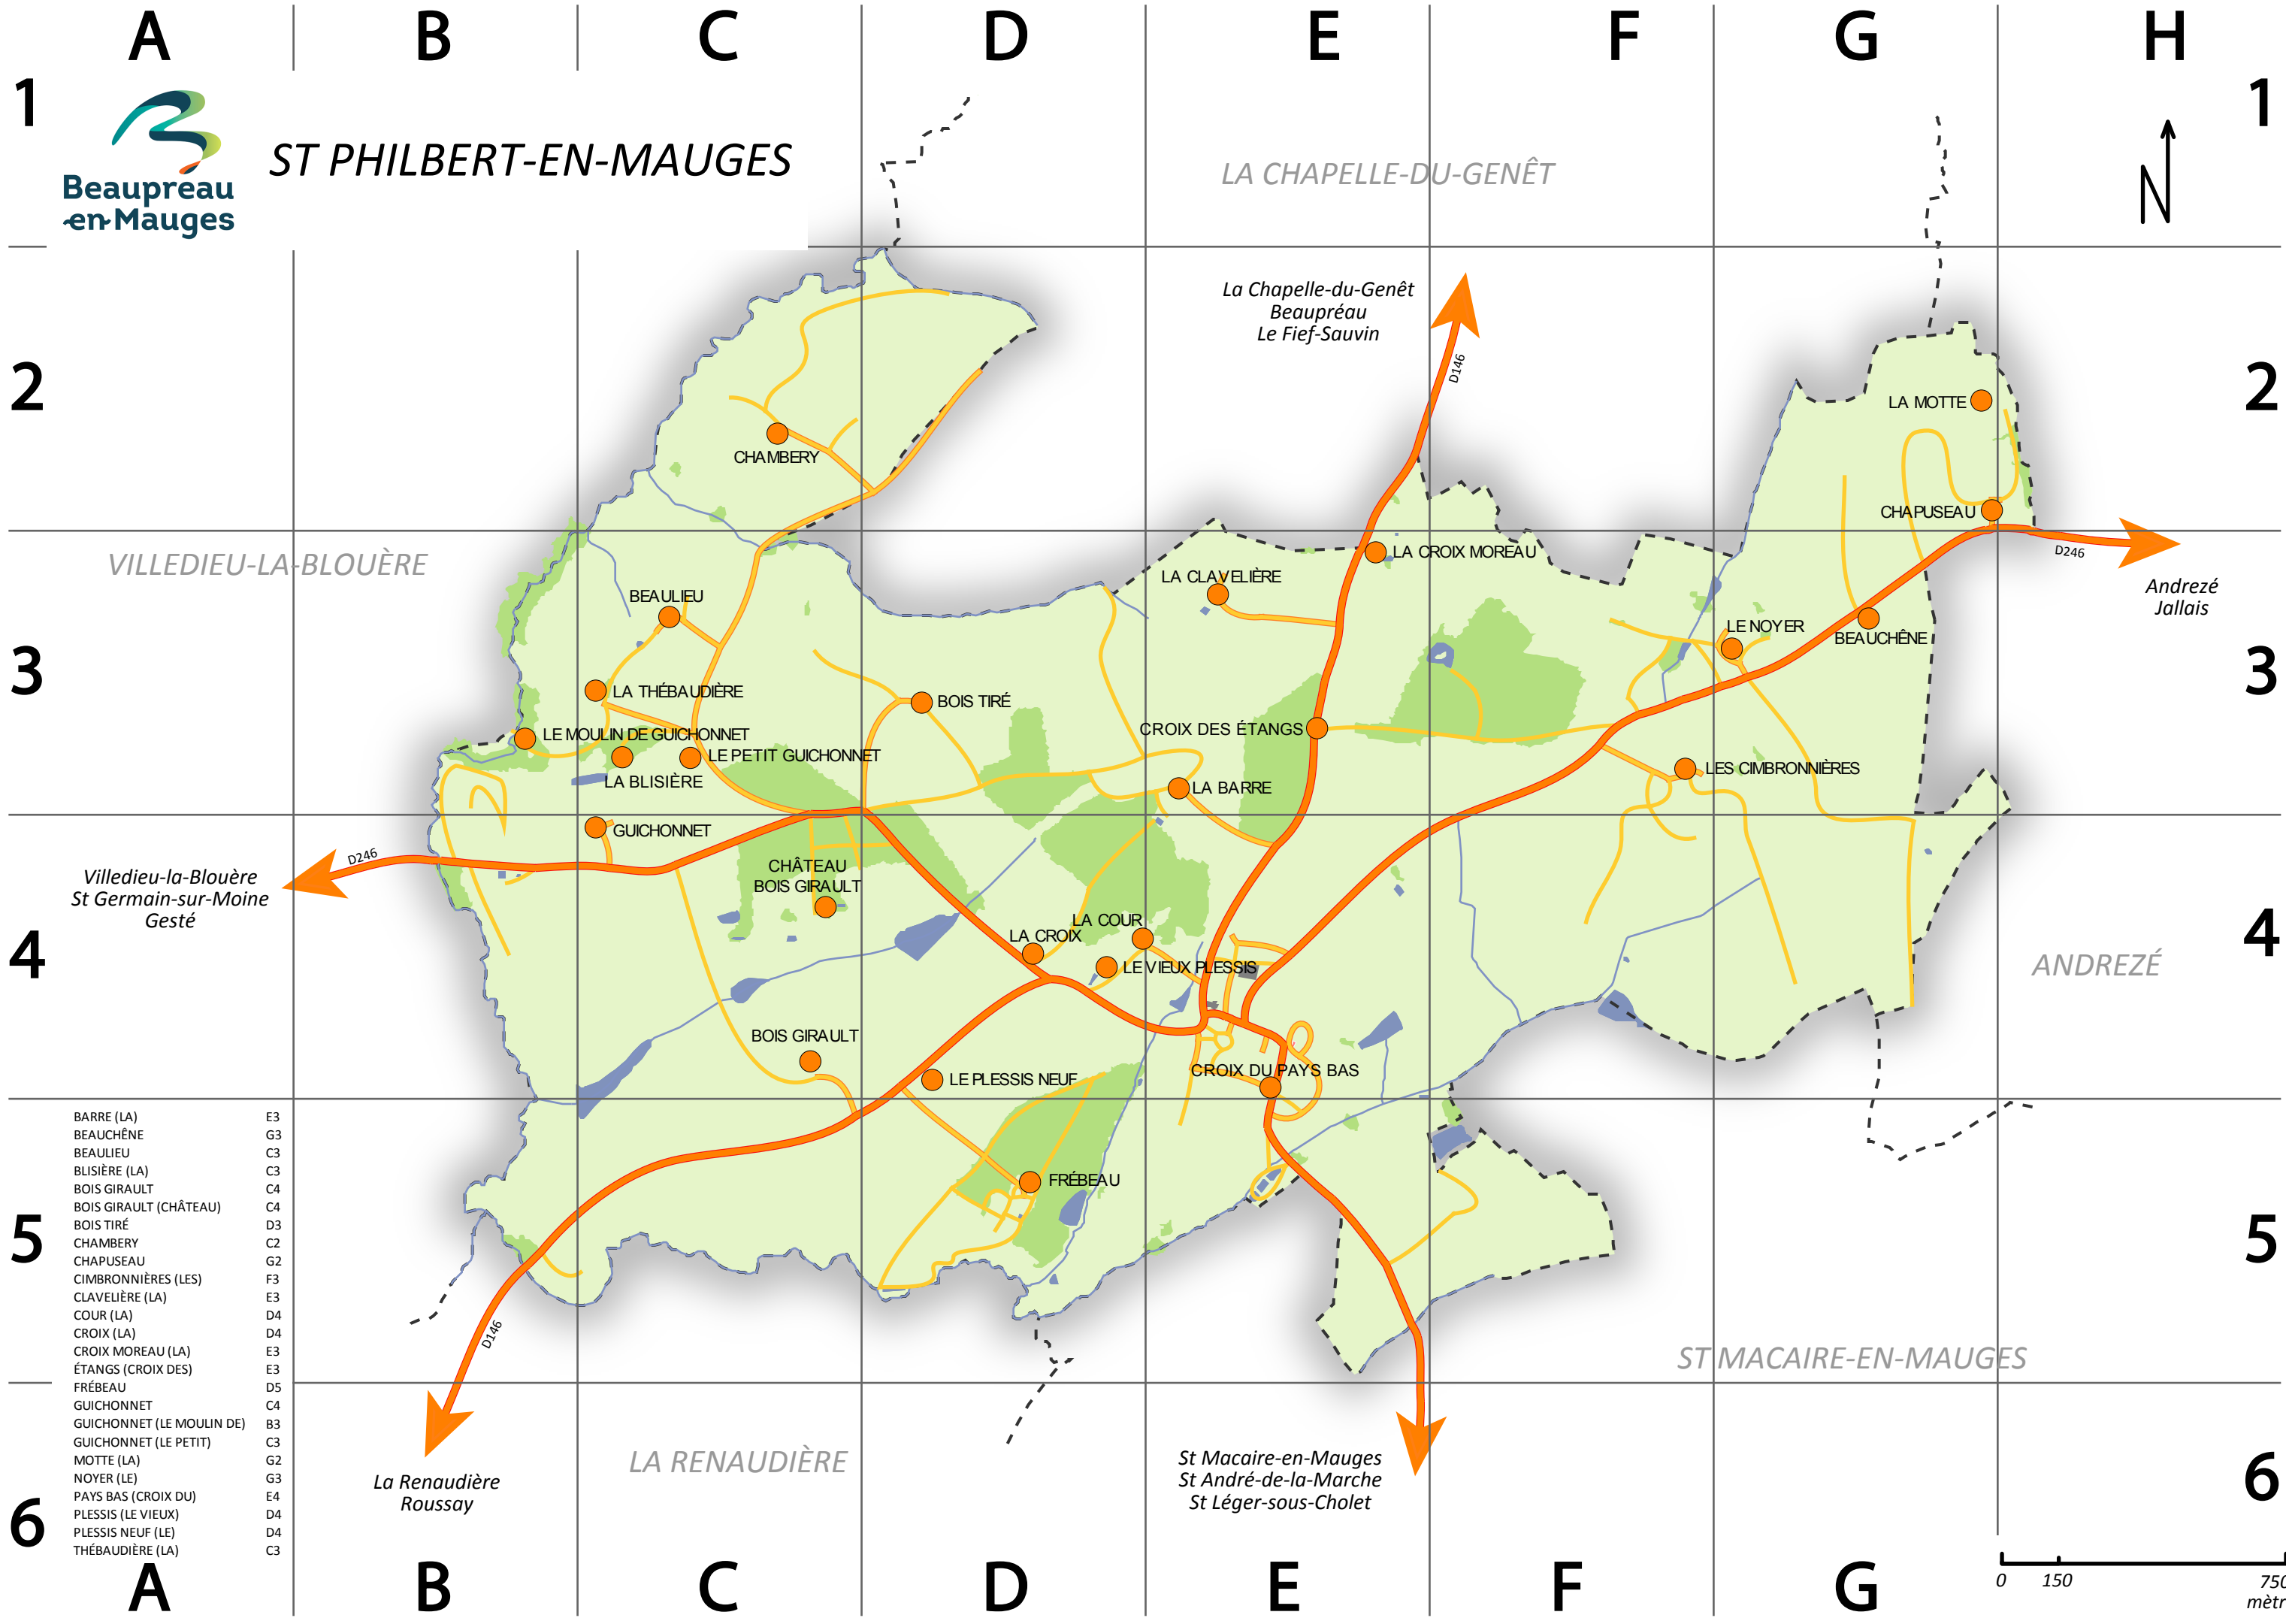 A B C D E F G H
1 1
Beaupreau
en Mauges
ST PHILBERT-EN-MAUGES
LA CHAPELLE-DU-GENÊT
N
La Chapelle-du-Genêt
Beaupréau
Le Fief-Sauvin
D146
2 2
LA MOTTE
CHAMBERY
CHAPUSEAU
D246
Andrezé
Jallais
VILLEDIEU-LA-BLOUÈRE
LA CROIX MOREAU
LA CLAVELIÈRE
BEAULIEU
LE NOYER
BEAUCHÊNE
3 3
LA THÉBAUDIÈRE
BOIS TIRÉ
CROIX DES ÉTANGS
LE MOULIN DE GUICHONNET
LE PETIT GUICHONNET
LES CIMBRONNIÈRES
LA BLISIÈRE
LA BARRE
GUICHONNET
D246
Villedieu-la-Blouère
St Germain-sur-Moine
Gesté
CHÂTEAU
BOIS GIRAULT
LA COUR
LA CROIX
LE VIEUX PLESSIS
4 4
ANDREZÉ
BOIS GIRAULT
LE PLESSIS NEUF
CROIX DU PAYS BAS
FRÉBEAU
5 5
D146
ST MACAIRE-EN-MAUGES
BARRE (LA) E3
BEAUCHÊNE G3
BEAULIEU C3
BLISIÈRE (LA) C3
BOIS GIRAULT C4
BOIS GIRAULT (CHÂTEAU) C4
BOIS TIRÉ D3
CHAMBERY C2
CHAPUSEAU G2
CIMBRONNIÈRES (LES) F3
CLAVELIÈRE (LA) E3
COUR (LA) D4
CROIX (LA) D4
CROIX MOREAU (LA) E3
ÉTANGS (CROIX DES) E3
FRÉBEAU D5
GUICHONNET C4
GUICHONNET (LE MOULIN DE) B3
GUICHONNET (LE PETIT) C3
MOTTE (LA) G2
NOYER (LE) G3
PAYS BAS (CROIX DU) E4
PLESSIS (LE VIEUX) D4
PLESSIS NEUF (LE) D4
THÉBAUDIÈRE (LA) C3
LA RENAUDIÈRE
La Renaudière
Roussay
St Macaire-en-Mauges
St André-de-la-Marche
St Léger-sous-Cholet
6 6
0 150 750
mètr
A B C D E F G